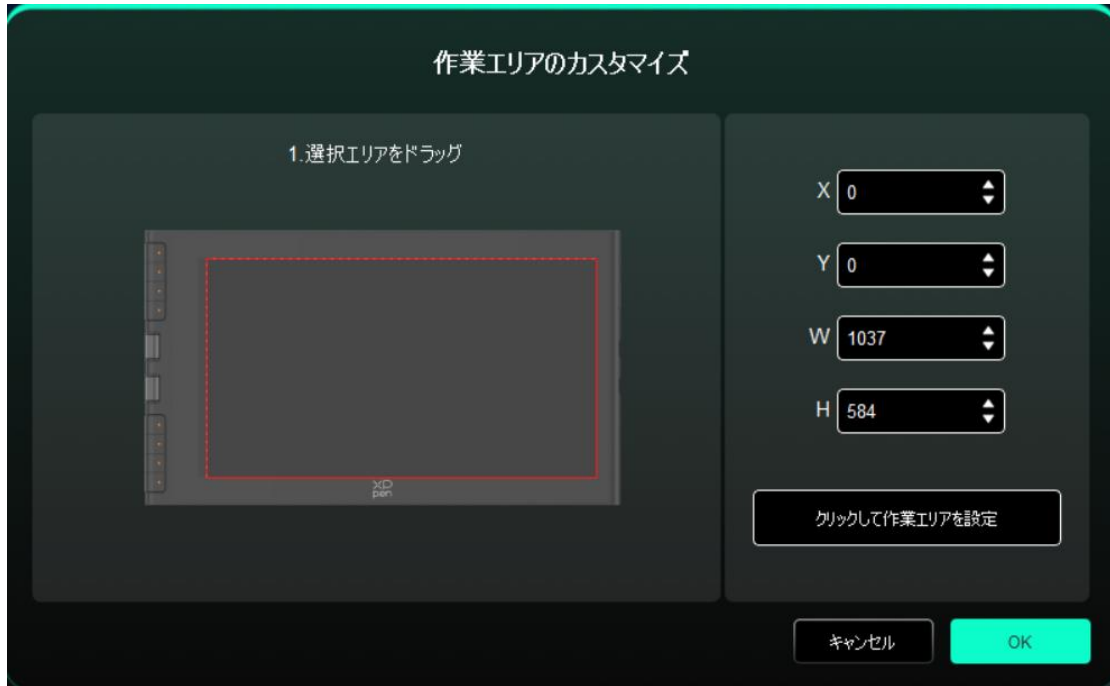 作業エリアのカスタマイズ
1.選択エリアをドラッグ
X 0
Y 0
W 1037
H 584
xp
pen
クリックして作業エリアを設定
キャンセル
OK